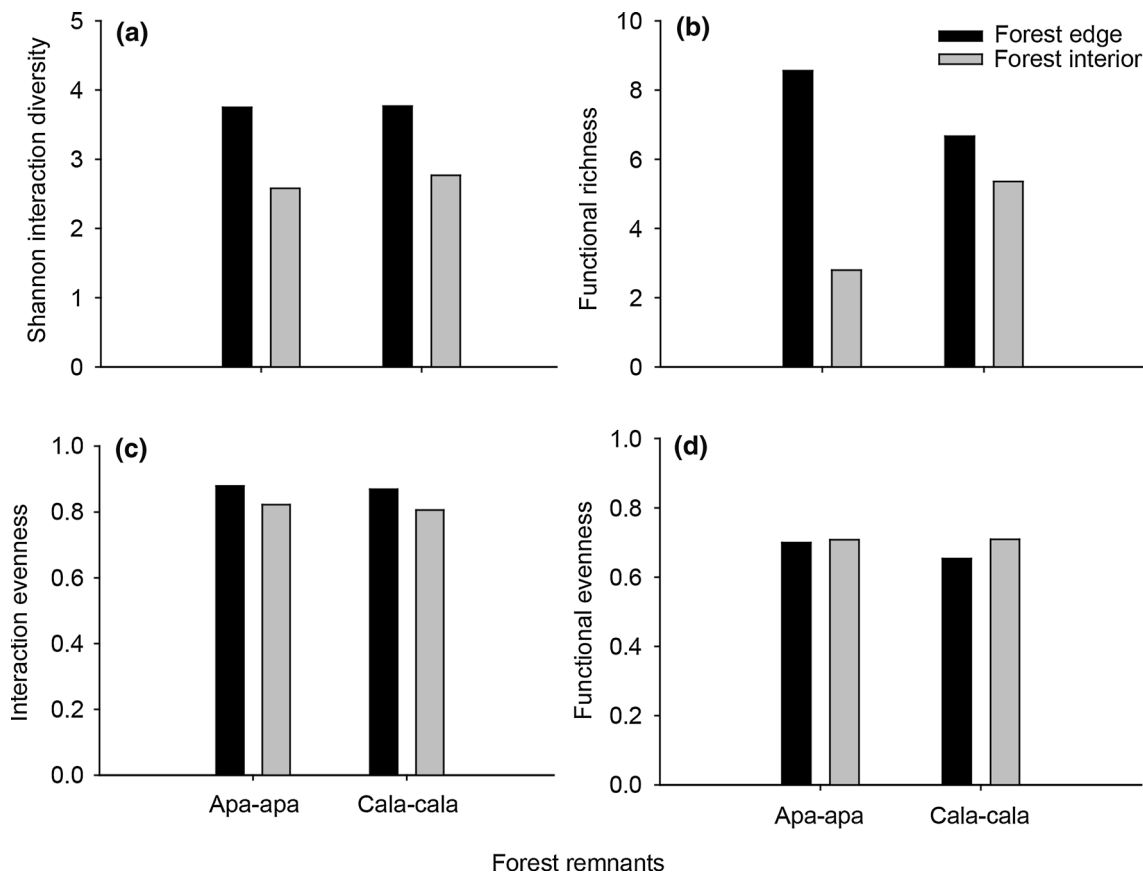 (a)
Shannon interaction diversity
5
4
3
2
1
0
(b)
Forest edge
Forest interior
Functional richness
10
8
6
4
2
0
(c)
Interaction evenness
1.0
0.8
0.6
0.4
0.2
0.0
Apa-apa Cala-cala
(d)
Functional evenness
1.0
0.8
0.6
0.4
0.2
0.0
Apa-apa Cala-cala
Forest remnants